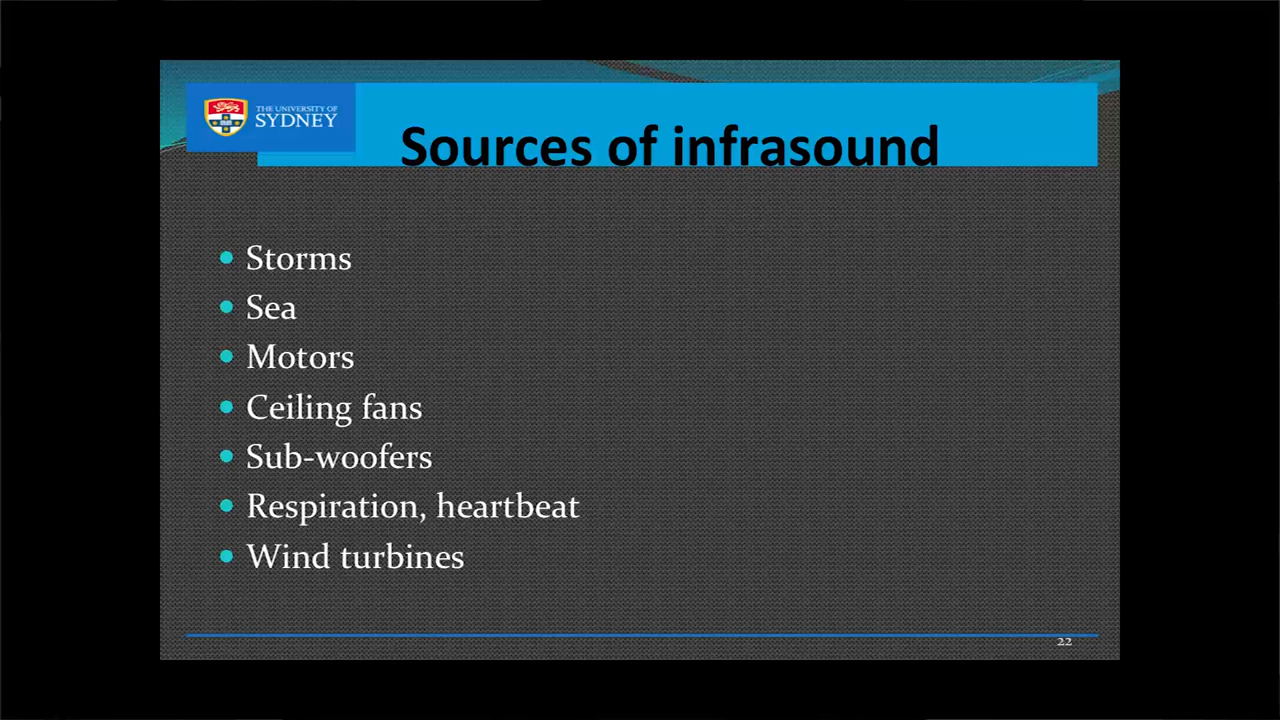 THE UNIVERSITY OF
SYDNEY
Sources of infrasound
Storms
Sea
Motors
Ceiling fans
Sub-woofers
Respiration, heartbeat
Wind turbines
22